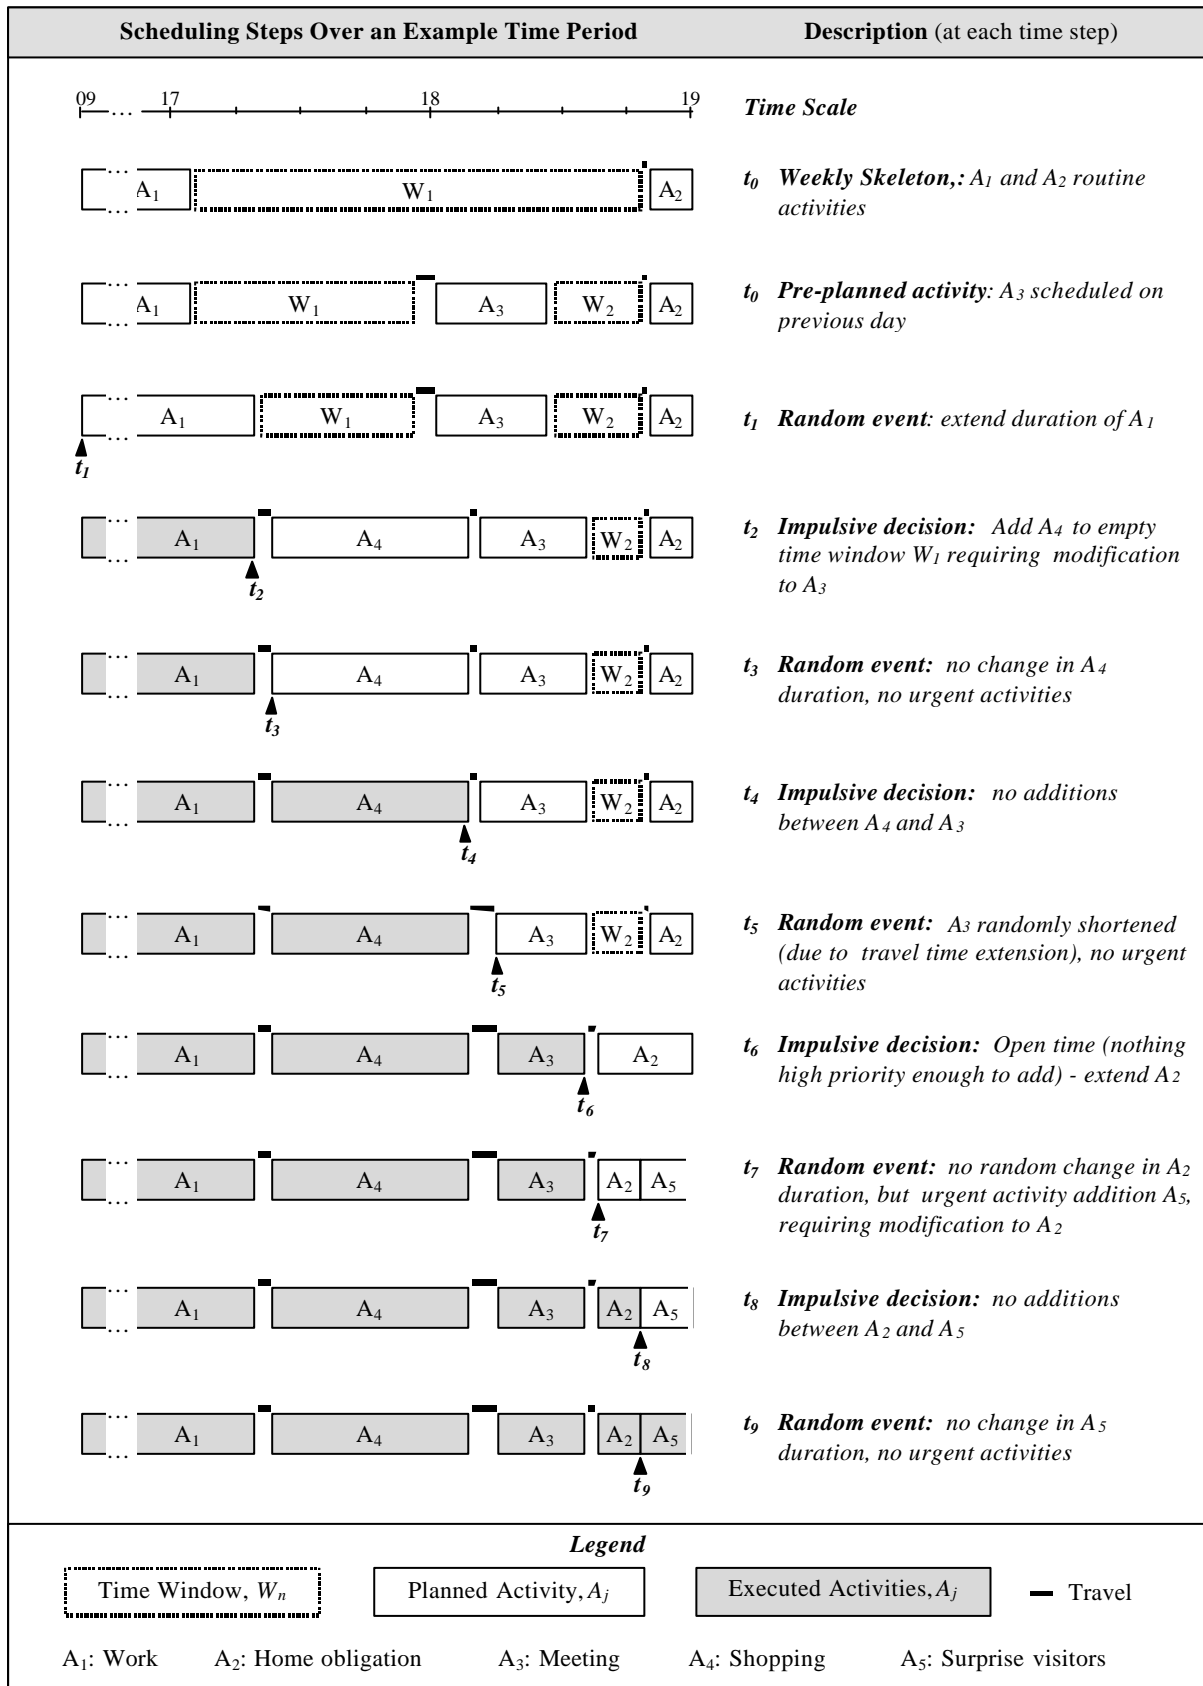 Scheduling Steps Over an Example Time Period Description (at each time step)
09 ... 17 18 19 Time Scale
... A1 ... W1 A2 t0 Weekly Skeleton,: A1 and A2 routine
activities
... A1 ... W1 A3 W2 A2 t0 Pre-planned activity: A3 scheduled on
previous day
... A1 ... W1 A3 W2 A2 t1 Random event: extend duration of A1
t1
... A1 ... A4 A3 W2 A2 t2 Impulsive decision: Add A4 to empty
time window W1 requiring modification
to A3
t2
... A1 ... A4 A3 W2 A2 t3 Random event: no change in A4
duration, no urgent activities
t3
... A1 ... A4 A3 W2 A2 t4 Impulsive decision: no additions
between A4 and A3
t4
... A1 ... A4 A3 W2 A2 t5 Random event: A3 randomly shortened
(due to travel time extension), no urgent
activities
t5
... A1 ... A4 A3 A2 t6 Impulsive decision: Open time (nothing
high priority enough to add) - extend A2
t6
... A1 ... A4 A3 A2 A5 t7 Random event: no random change in A2
duration, but urgent activity addition A5,
requiring modification to A2
t7
... A1 ... A4 A3 A2 A5 t8 Impulsive decision: no additions
between A2 and A5
t8
... A1 ... A4 A3 A2 A5 t9 Random event: no change in A5
duration, no urgent activities
t9
Legend
Time Window, Wn Planned Activity, Aj Executed Activities, Aj Travel
A1: Work A2: Home obligation A3: Meeting A4: Shopping A5: Surprise visitors